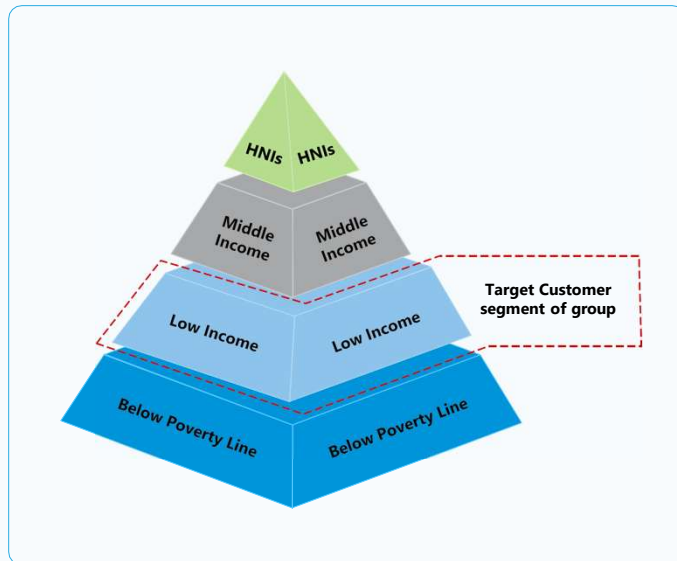 HNIs HNIs
Middle
Income
Middle
Income
Target Customer
segment of group
Low Income
Low Income
Below Poverty Line
Below Poverty Line